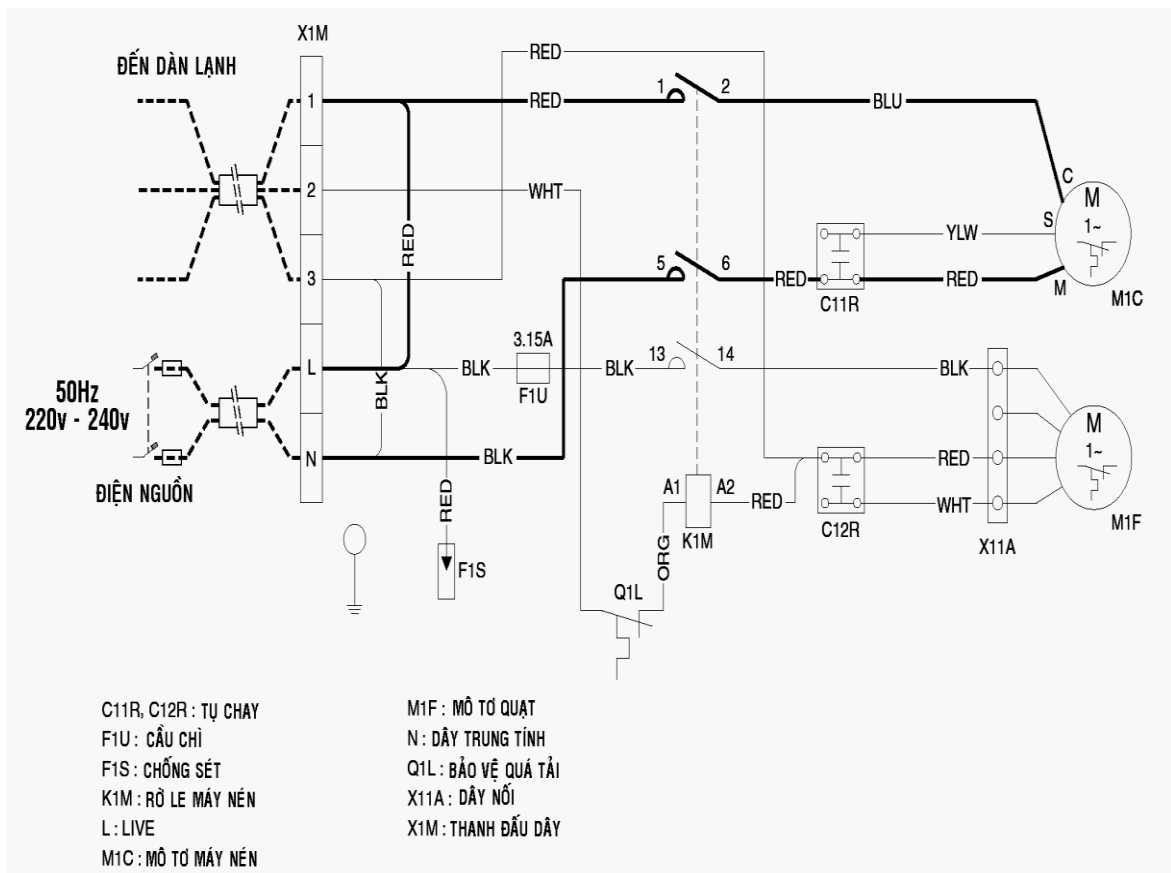 X1M
ĐẾN DÀN LẠNH
RED
1
RED
1
2
BLU
2
WHT
C
M
1~
S
YLW
RED
3
5
6
RED
C11R
RED
M
M1C
3.15A
L
BLK
F1U
BLK
13
14
BLK
BLK
50Hz
220v - 240v
M
1~
N
BLK
RED
ĐIỆN NGUỒN
A1
A2
RED
WHT
RED
K1M
C12R
X11A
M1F
ORG
F1S
Q1L
C11R, C12R : TỤ CHAY
F1U : CẦU CHÌ
F1S : CHỐNG SÉT
K1M : RỜ LE MÁY NÉN
L : LIVE
M1C : MÔ TƠ MÁY NÉN
M1F : MÔ TƠ QUẠT
N : DÂY TRUNG TÍNH
Q1L : BẢO VỆ QUÁ TẢI
X11A : DÂY NỐI
X1M : THANH ĐẤU DÂY